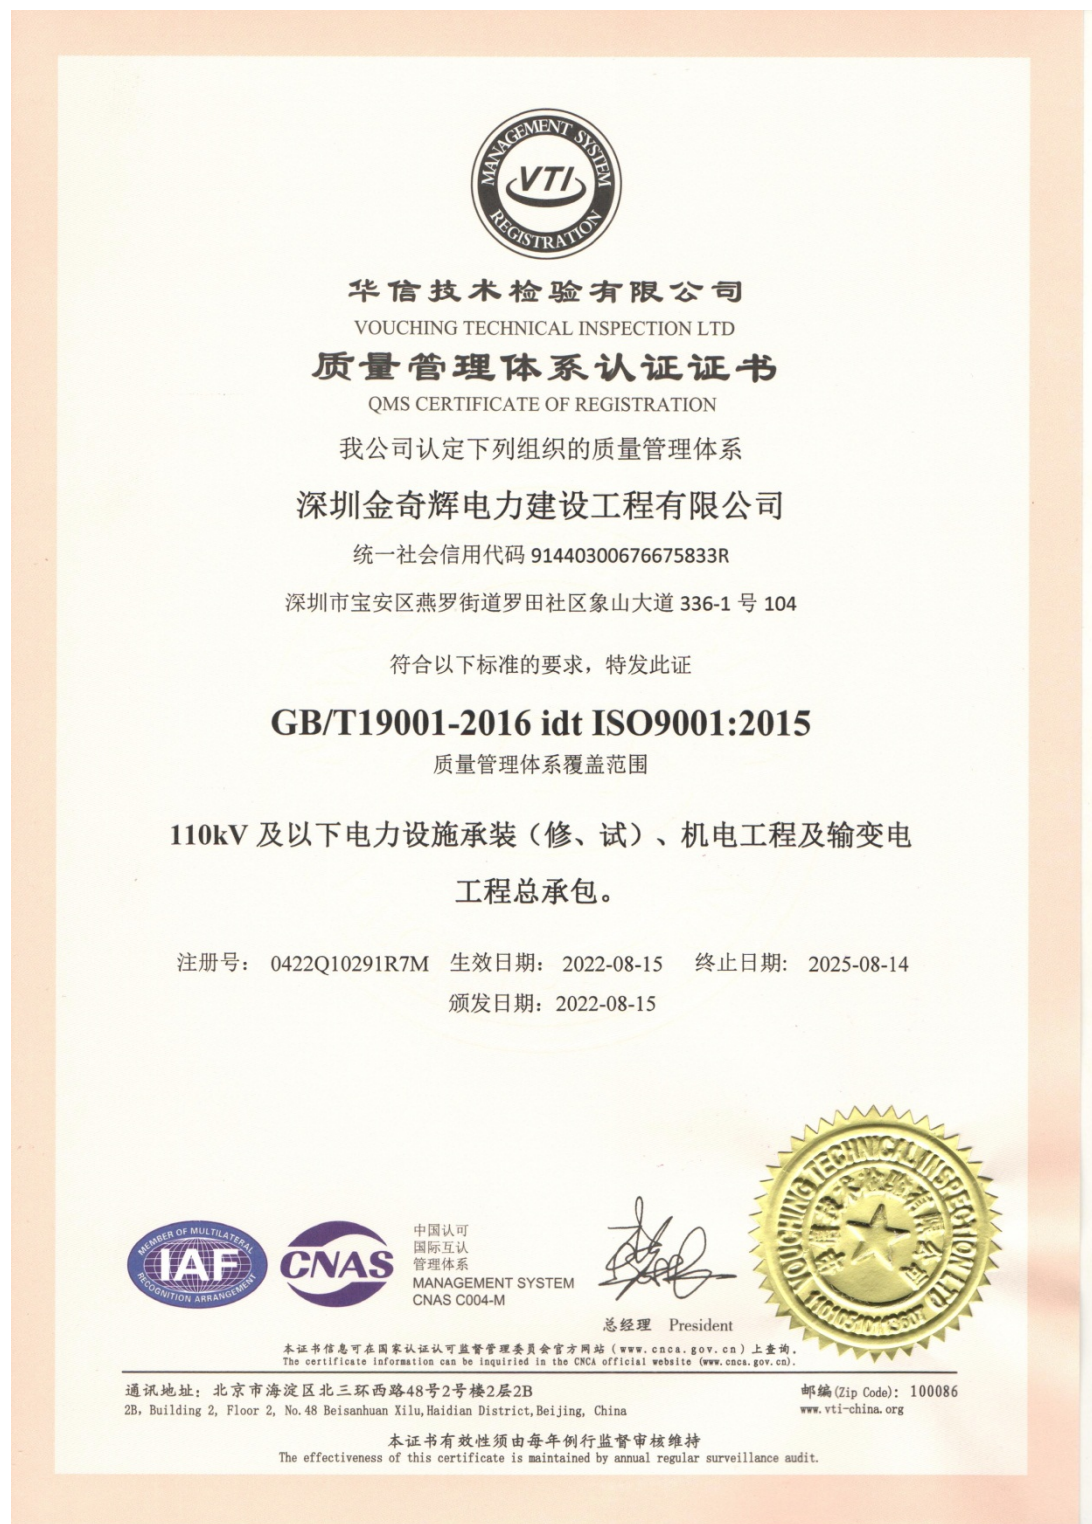 MANAGEMENT SYSTEM
VTI
REGISTRATION
华信技术检验有限公司
VOUCHING TECHNICAL INSPECTION LTD
质量管理体系认证证书
QMS CERTIFICATE OF REGISTRATION
我公司认定下列组织的质量管理体系
深圳金奇辉电力建设工程有限公司
统一社会信用代码 91440300676675833R
深圳市宝安区燕罗街道罗田社区象山大道 336-1 号 104
符合以下标准的要求，特发此证
GB/T19001-2016 idt ISO9001:2015
质量管理体系覆盖范围
110kV 及以下电力设施承装（修、试）、机电工程及输变电
工程总承包。
注册号： 0422Q10291R7M 生效日期： 2022-08-15 终止日期: 2025-08-14
颁发日期：2022-08-15
MEMBER OF MULTILATERAL
IAF
RECOGNITION ARRANGEMENT
CNAS
中国认可
国际互认
管理体系
MANAGEMENT SYSTEM
CNAS C004-M
总经理 President
VOUCHING TECHNICAL INSPECTION LTD
华信技术检验有限公司
本证书信息可在国家认证认可监督管理委员会官方网站（www.cnca.gov.cn）上查询。
The certificate information can be inquiried in the CNCA official website (www.cnca.gov.cn).
通讯地址：北京市海淀区北三环西路48号2号楼2层2B 邮编(Zip Code)：100086
2B, Building 2, Floor 2, No.48 Beisanhuan Xilu,Haidian District,Beijing, China www.vti-china.org
本证书有效性须由每年例行监督审核维持
The effectiveness of this certificate is maintained by annual regular surveillance audit.